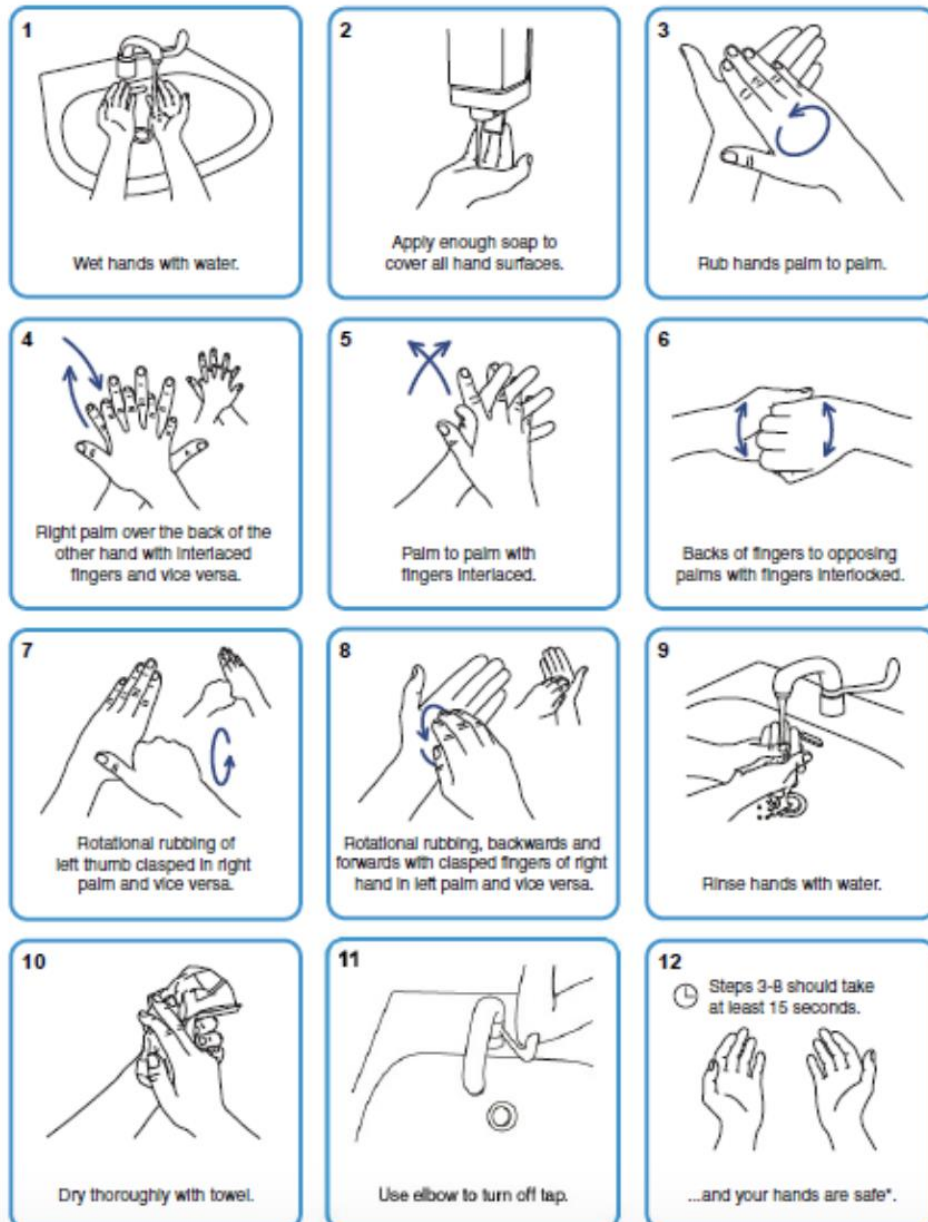 1
Wet hands with water.
2
Apply enough soap to
cover all hand surfaces.
3
Rub hands palm to palm.
4
Right palm over the back of the
other hand with interlaced
fingers and vice versa.
5
Palm to palm with
fingers interlaced.
6
Backs of fingers to opposing
palms with fingers interlocked.
7
Rotational rubbing of
left thumb clasped in right
palm and vice versa.
8
Rotational rubbing, backwards and
forwards with clasped fingers of right
hand in left palm and vice versa.
9
Rinse hands with water.
10
Dry thoroughly with towel.
11
Use elbow to turn off tap.
12
Steps 3-8 should take
at least 15 seconds.
...and your hands are safe*.